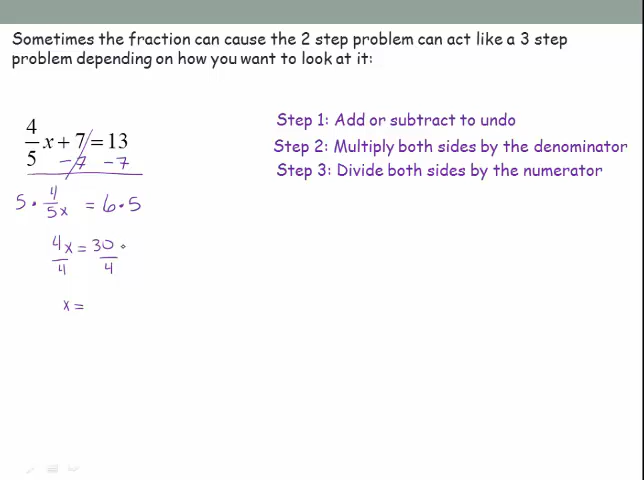 Sometimes the fraction can cause the 2 step problem can act like a 3 step
problem depending on how you want to look at it:
4/5 x + 7 = 13
-7 -7
5 · 4/5x = 6 · 5
4x/4 = 30/4
x =
Step 1: Add or subtract to undo
Step 2: Multiply both sides by the denominator
Step 3: Divide both sides by the numerator